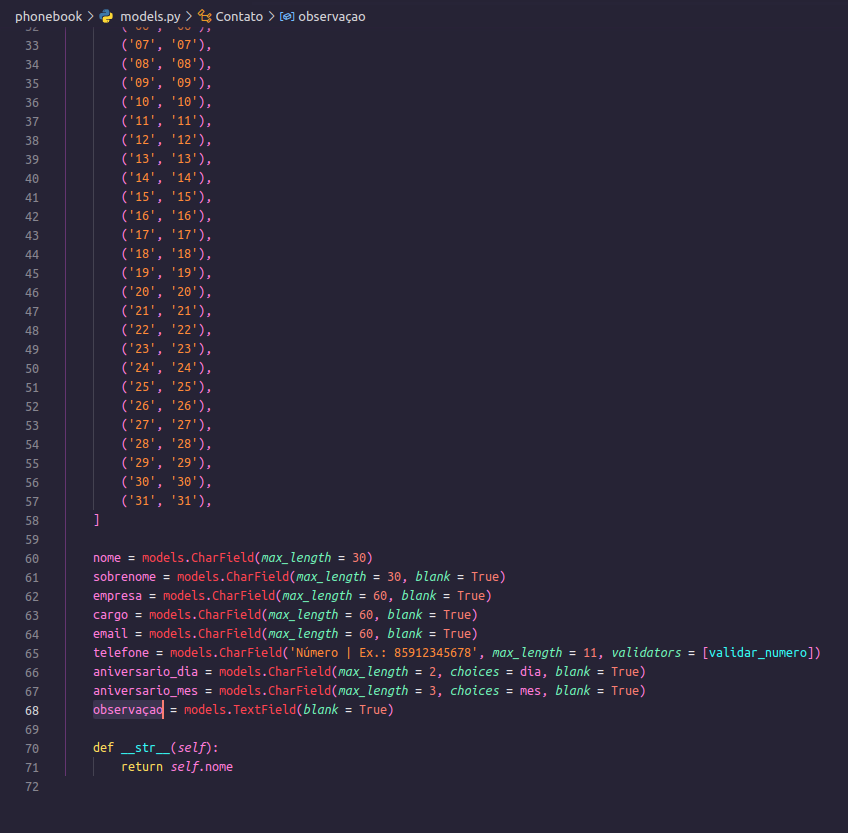 phonebook > models.py > Contato > observaçao
33 ('07', '07'),
34 ('08', '08'),
35 ('09', '09'),
36 ('10', '10'),
37 ('11', '11'),
38 ('12', '12'),
39 ('13', '13'),
40 ('14', '14'),
41 ('15', '15'),
42 ('16', '16'),
43 ('17', '17'),
44 ('18', '18'),
45 ('19', '19'),
46 ('20', '20'),
47 ('21', '21'),
48 ('22', '22'),
49 ('23', '23'),
50 ('24', '24'),
51 ('25', '25'),
52 ('26', '26'),
53 ('27', '27'),
54 ('28', '28'),
55 ('29', '29'),
56 ('30', '30'),
57 ('31', '31'),
58 ]
59
60 nome = models.CharField(max_length = 30)
61 sobrenome = models.CharField(max_length = 30, blank = True)
62 empresa = models.CharField(max_length = 60, blank = True)
63 cargo = models.CharField(max_length = 60, blank = True)
64 email = models.CharField(max_length = 60, blank = True)
65 telefone = models.CharField('Número | Ex.: 85912345678', max_length = 11, validators = [validar_numero])
66 aniversario_dia = models.CharField(max_length = 2, choices = dia, blank = True)
67 aniversario_mes = models.CharField(max_length = 3, choices = mes, blank = True)
68 observaçao = models.TextField(blank = True)
69
70 def __str__(self):
71 return self.nome
72